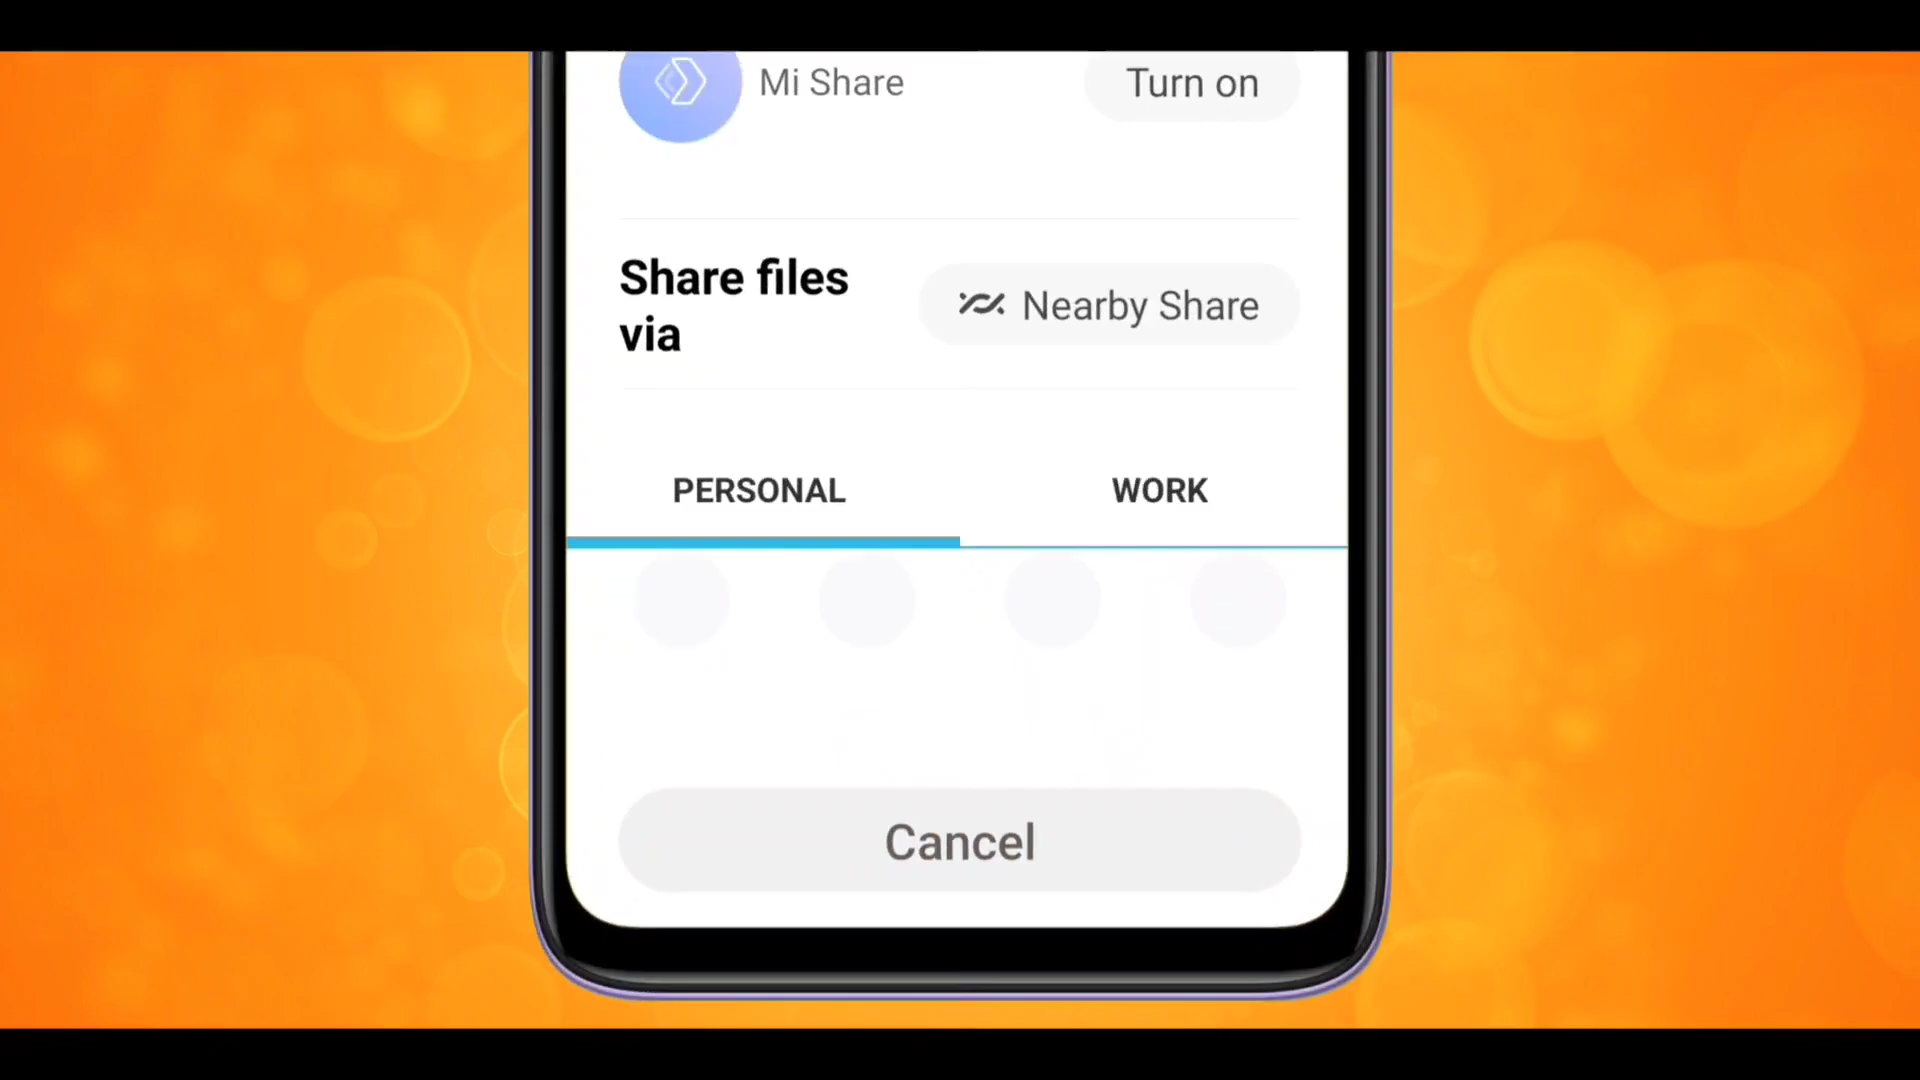 Mi Share
Turn on
Share files
via
Nearby Share
PERSONAL
WORK
Cancel